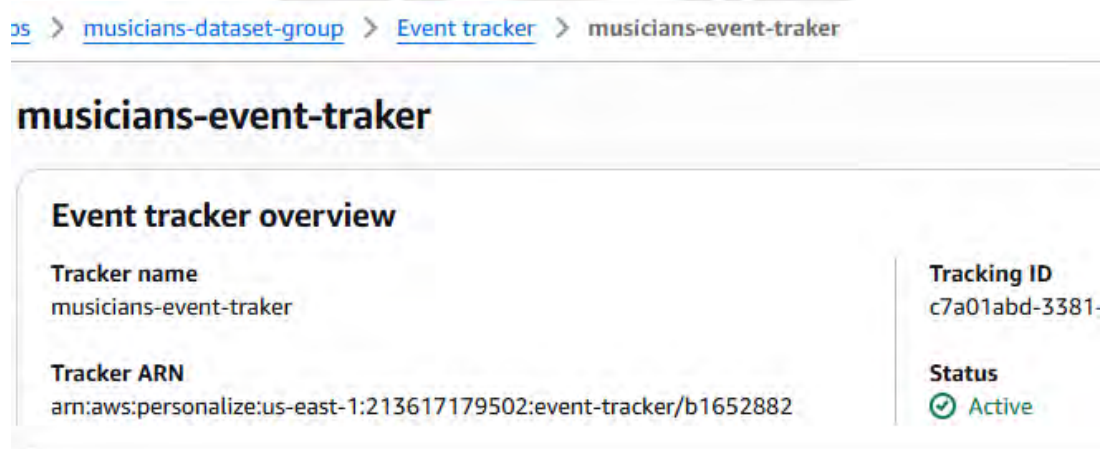 os > musicians-dataset-group > Event tracker > musicians-event-traker
musicians-event-traker
Event tracker overview
Tracker name
musicians-event-traker
Tracking ID
c7a01abd-3381-
Tracker ARN
arn:aws:personalize:us-east-1:213617179502:event-tracker/b1652882
Status
Active